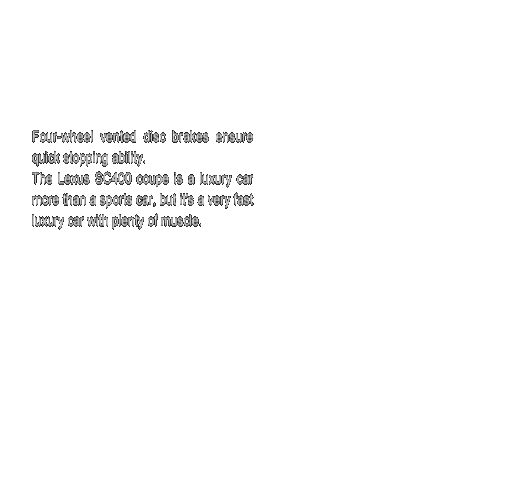 Four-wheel vented disc brakes ensure
quick stopping ability.
The Lexus SC400 coupe is a luxury car
more than a sports car, but it's a very fast
luxury car with plenty of muscle.